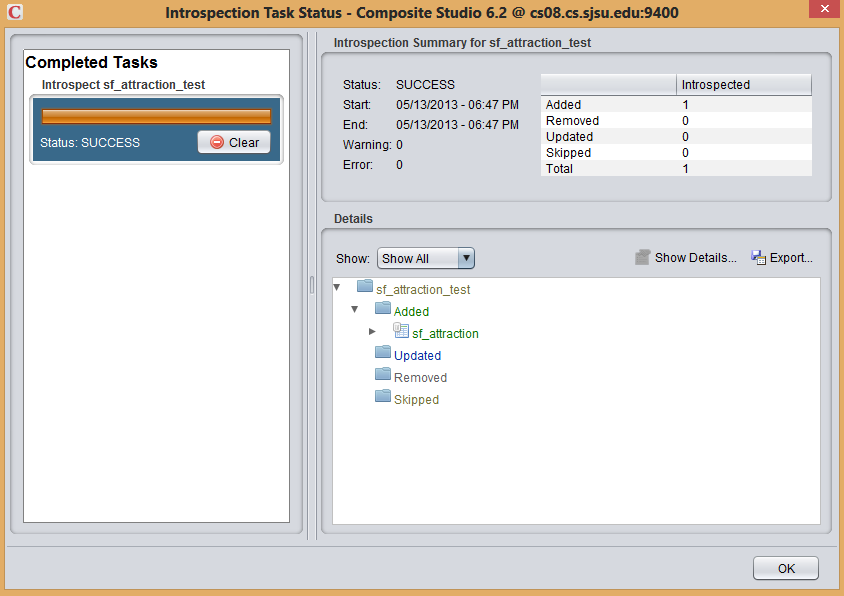 C Introspection Task Status - Composite Studio 6.2 @ cs08.cs.sjsu.edu:9400
Completed Tasks
Introspect sf_attraction_test
Status: SUCCESS Clear
Introspection Summary for sf_attraction_test
Status: SUCCESS
Start: 05/13/2013 - 06:47 PM
End: 05/13/2013 - 06:47 PM
Warning: 0
Error: 0
Introspected
Added 1
Removed 0
Updated 0
Skipped 0
Total 1
Details
Show: Show All Show Details... Export...
sf_attraction_test
Added
sf_attraction
Updated
Removed
Skipped
OK